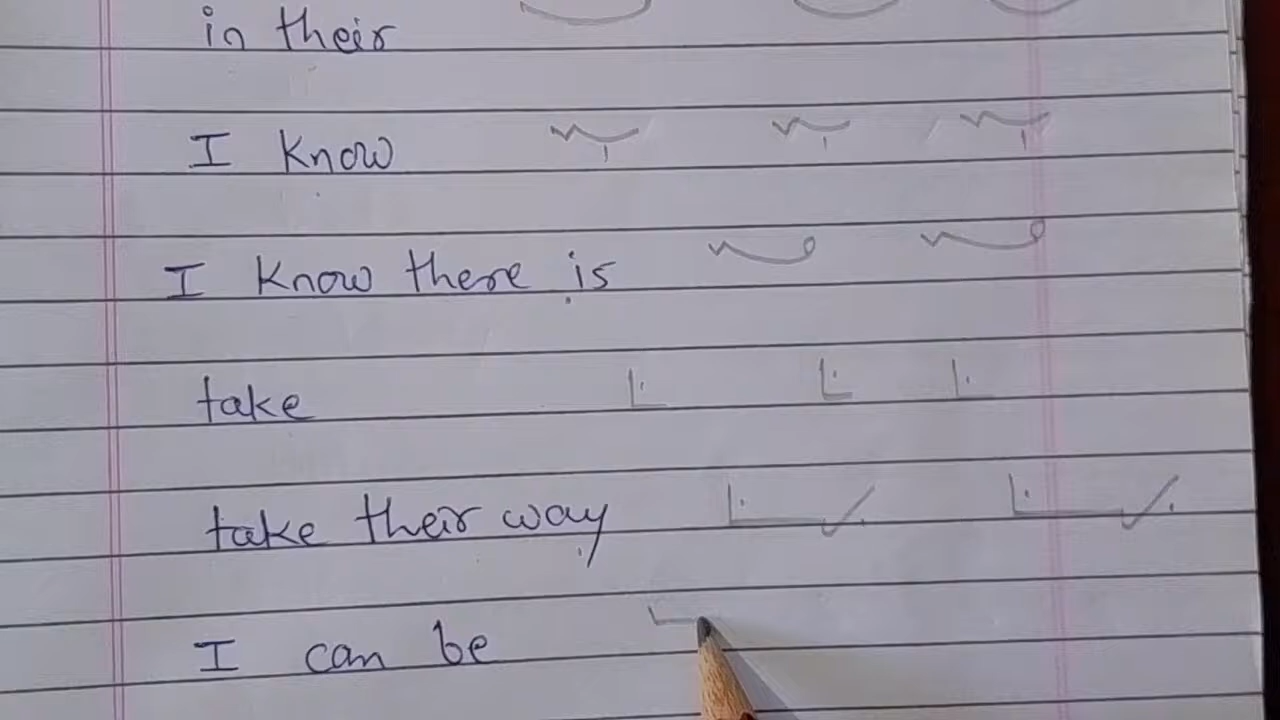 in their
I know
I know there is
take
take their way
I can be